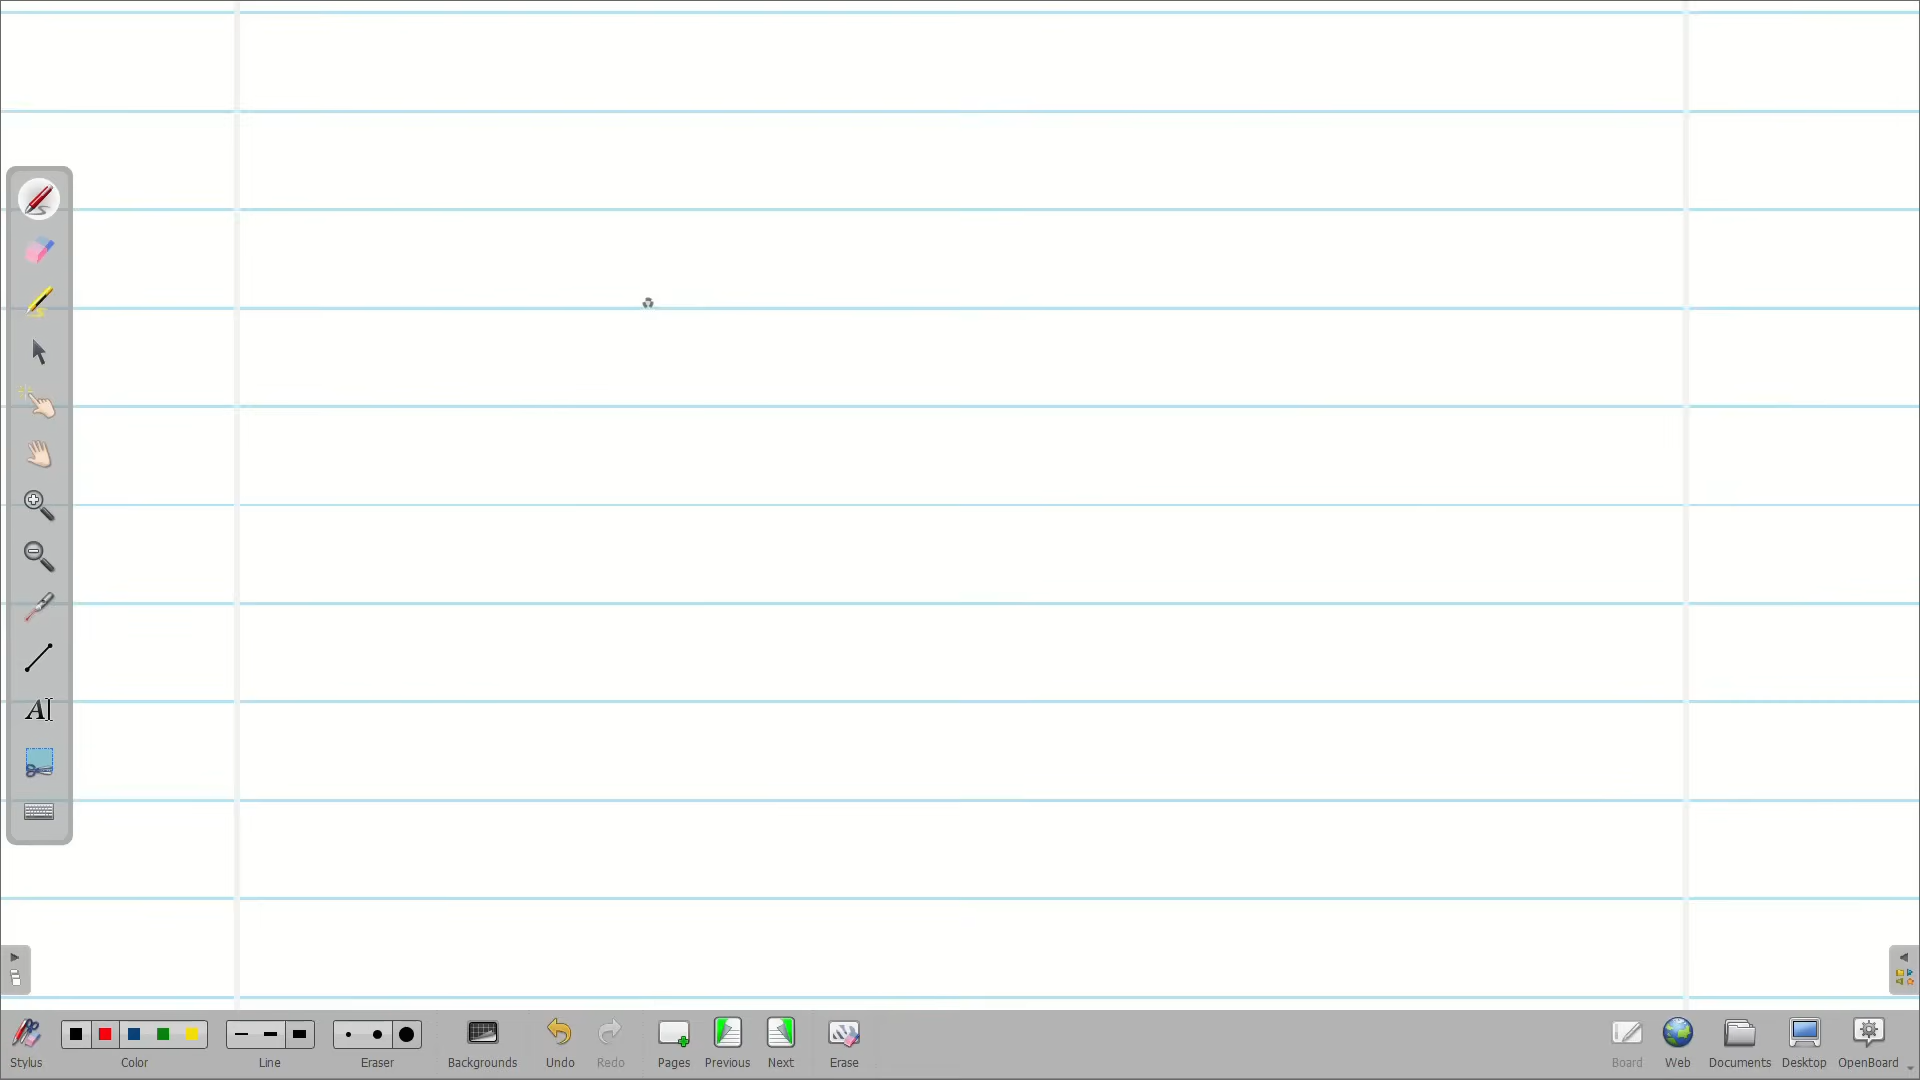 Stylus
Color
Line
Eraser
Backgrounds
Undo
Redo
Pages
Previous
Next
Erase
Board
Web
Documents
Desktop
OpenBoard